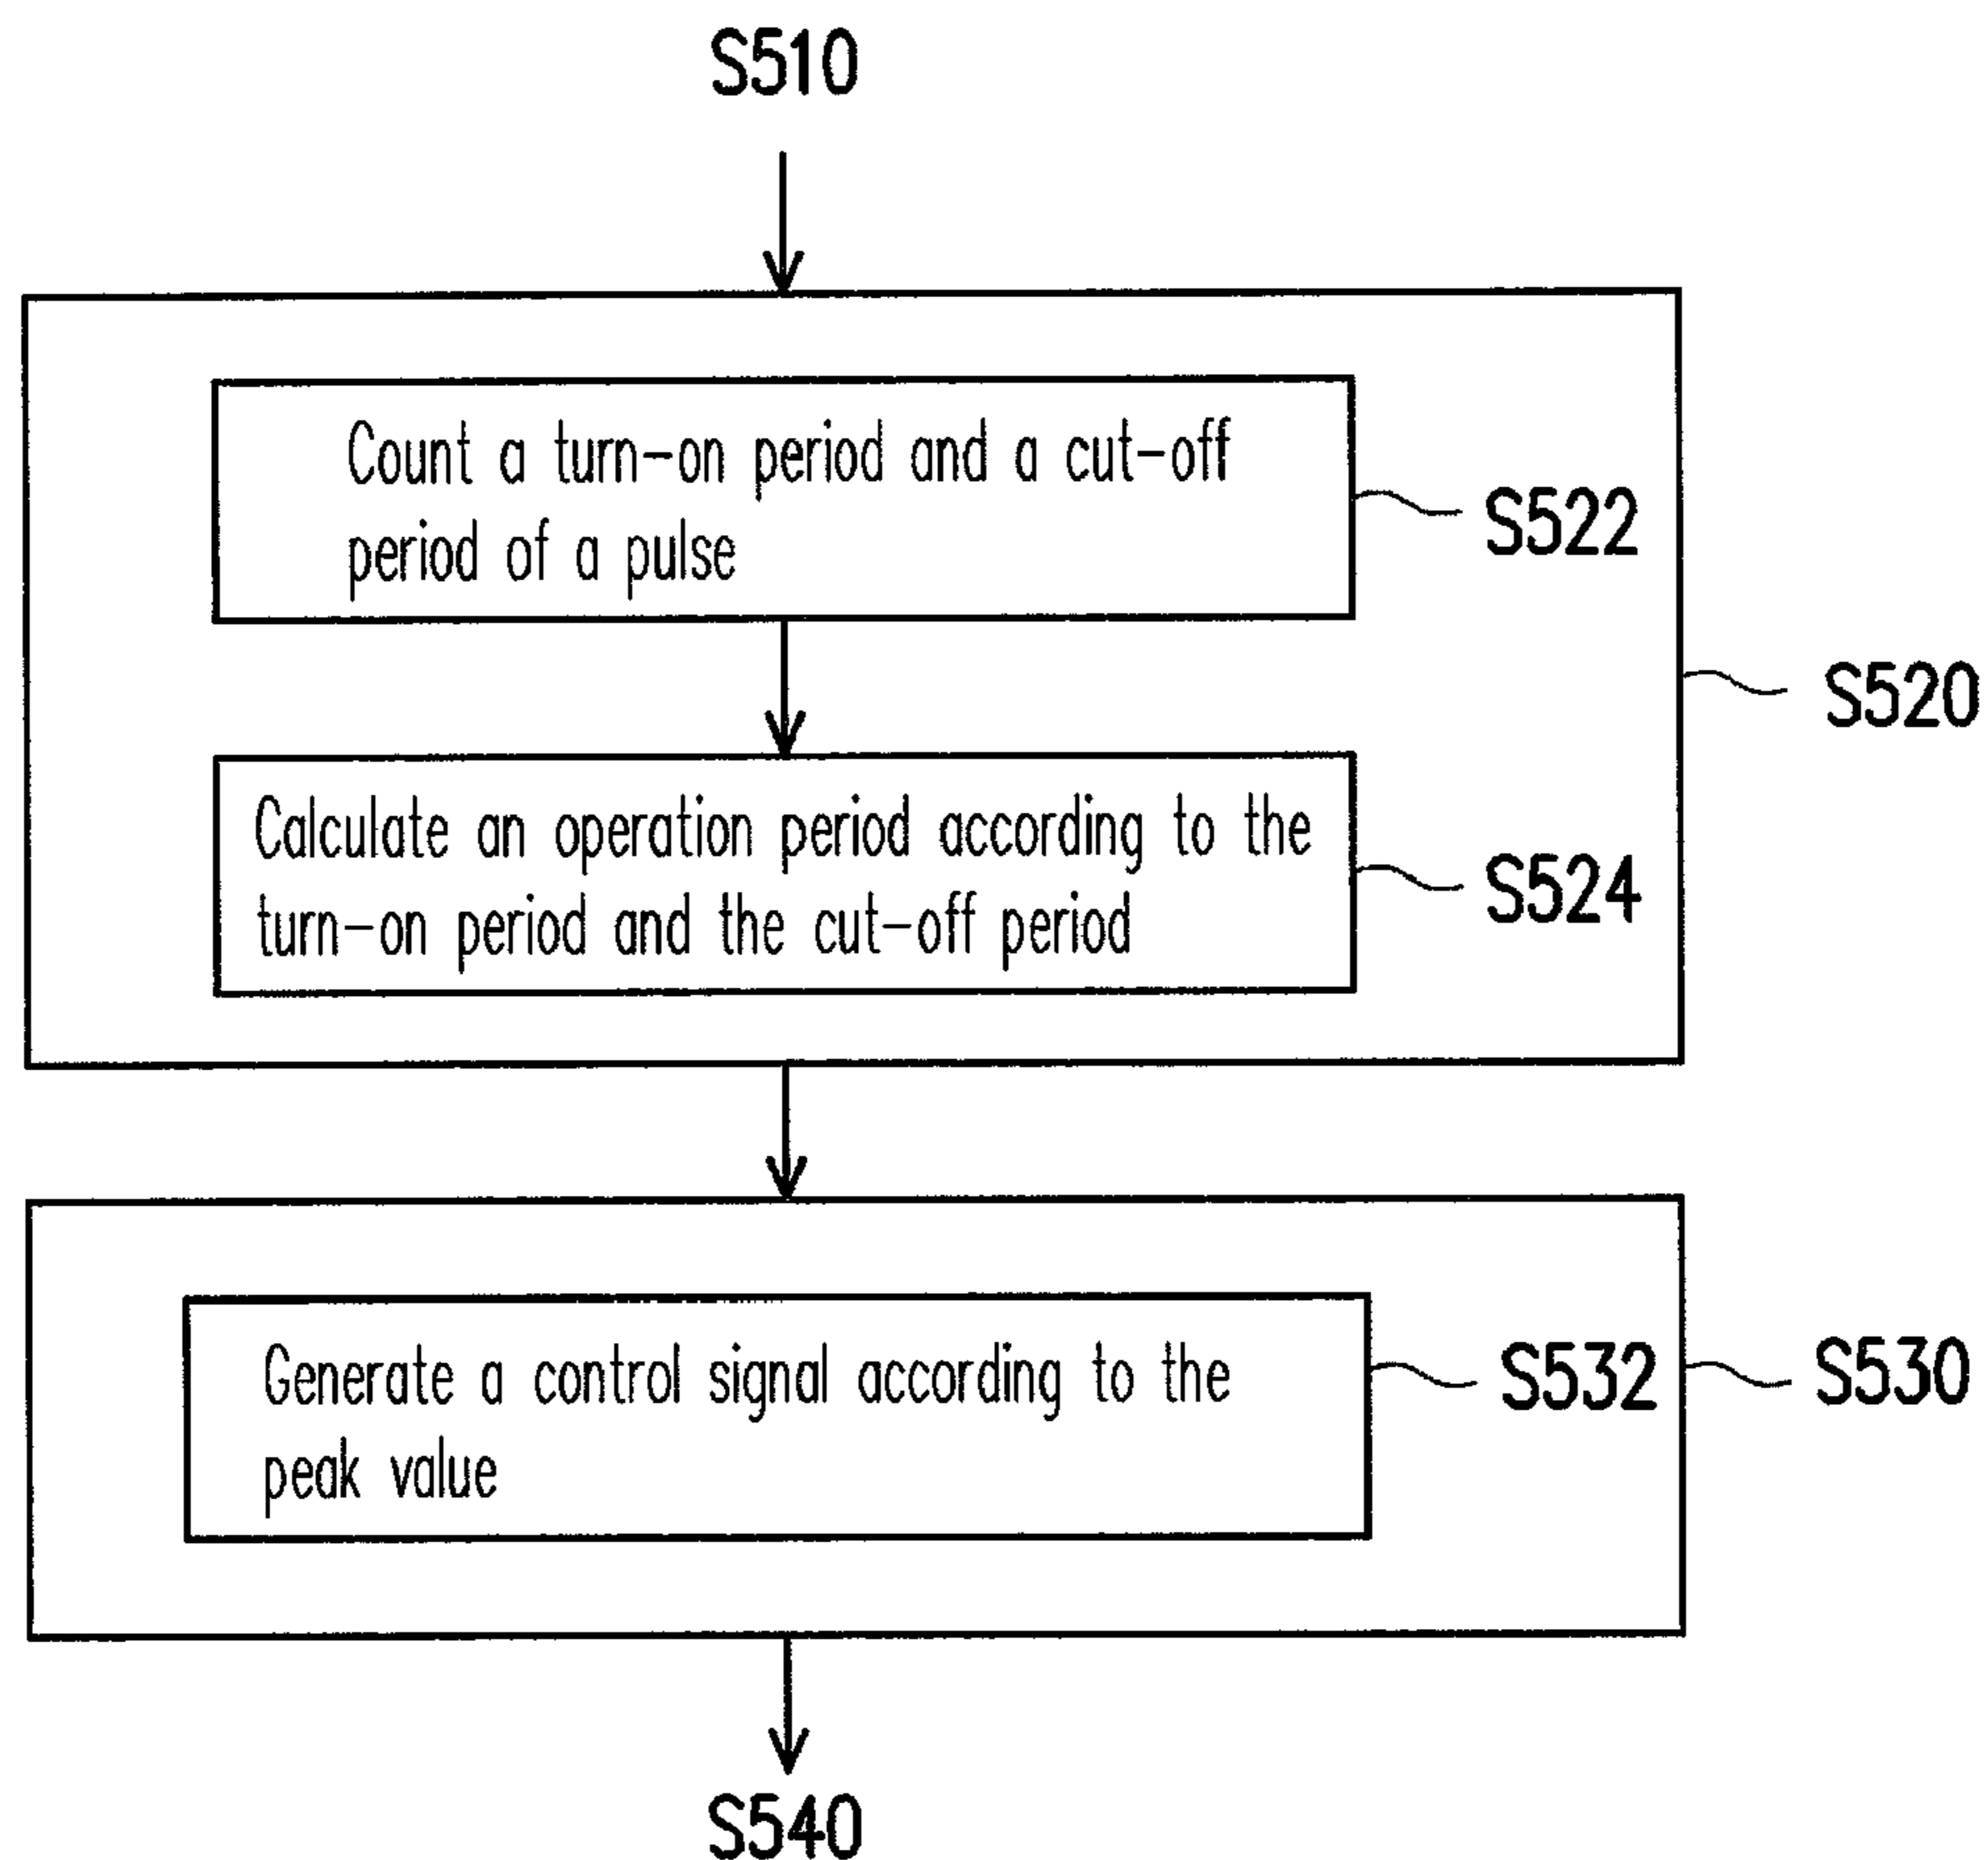 S510
Count a turn-on period and a cut-off
period of a pulse
S522
S520
Calculate an operation period according to the
turn-on period and the cut-off period
S524
Generate a control signal according to the
peak value
S532
S530
S540